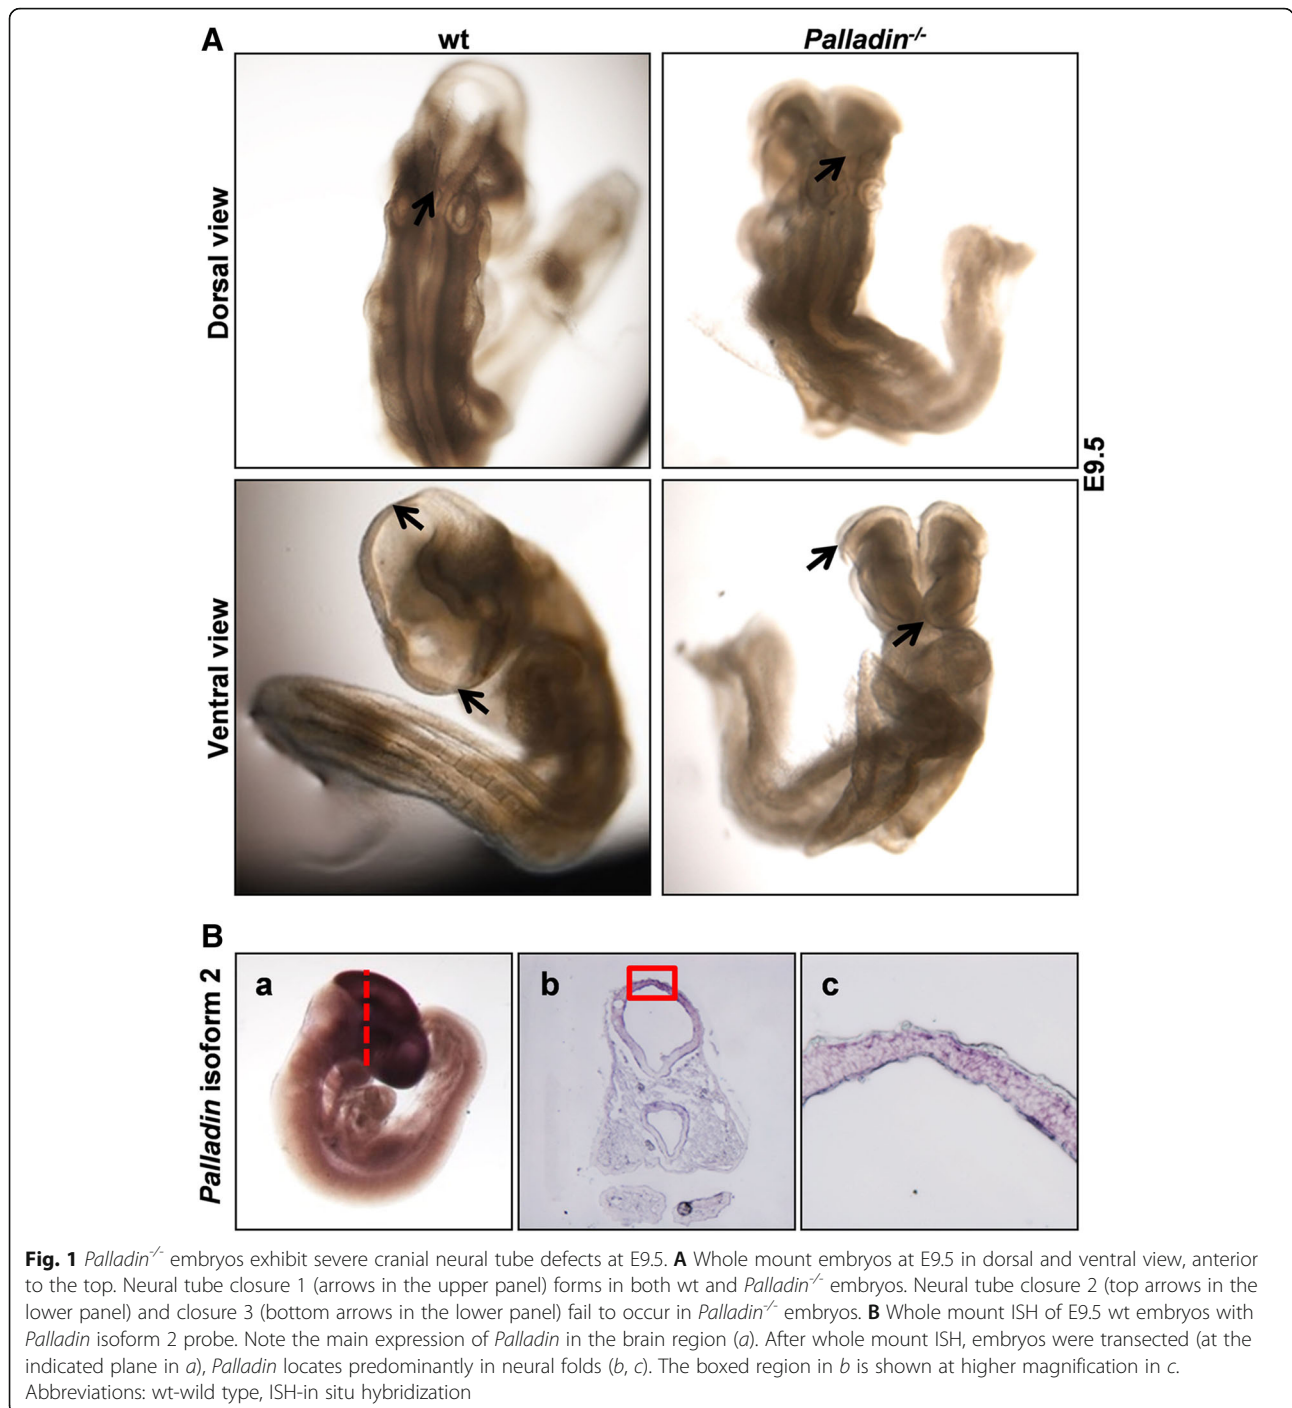 A
wt
Palladin-/-
Dorsal view
E9.5
Ventral view
B
Palladin isoform 2
a
b
c
Fig. 1 Palladin-/- embryos exhibit severe cranial neural tube defects at E9.5. A Whole mount embryos at E9.5 in dorsal and ventral view, anterior
to the top. Neural tube closure 1 (arrows in the upper panel) forms in both wt and Palladin-/- embryos. Neural tube closure 2 (top arrows in the
lower panel) and closure 3 (bottom arrows in the lower panel) fail to occur in Palladin-/- embryos. B Whole mount ISH of E9.5 wt embryos with
Palladin isoform 2 probe. Note the main expression of Palladin in the brain region (a). After whole mount ISH, embryos were transected (at the
indicated plane in a), Palladin locates predominantly in neural folds (b, c). The boxed region in b is shown at higher magnification in c.
Abbreviations: wt-wild type, ISH-in situ hybridization